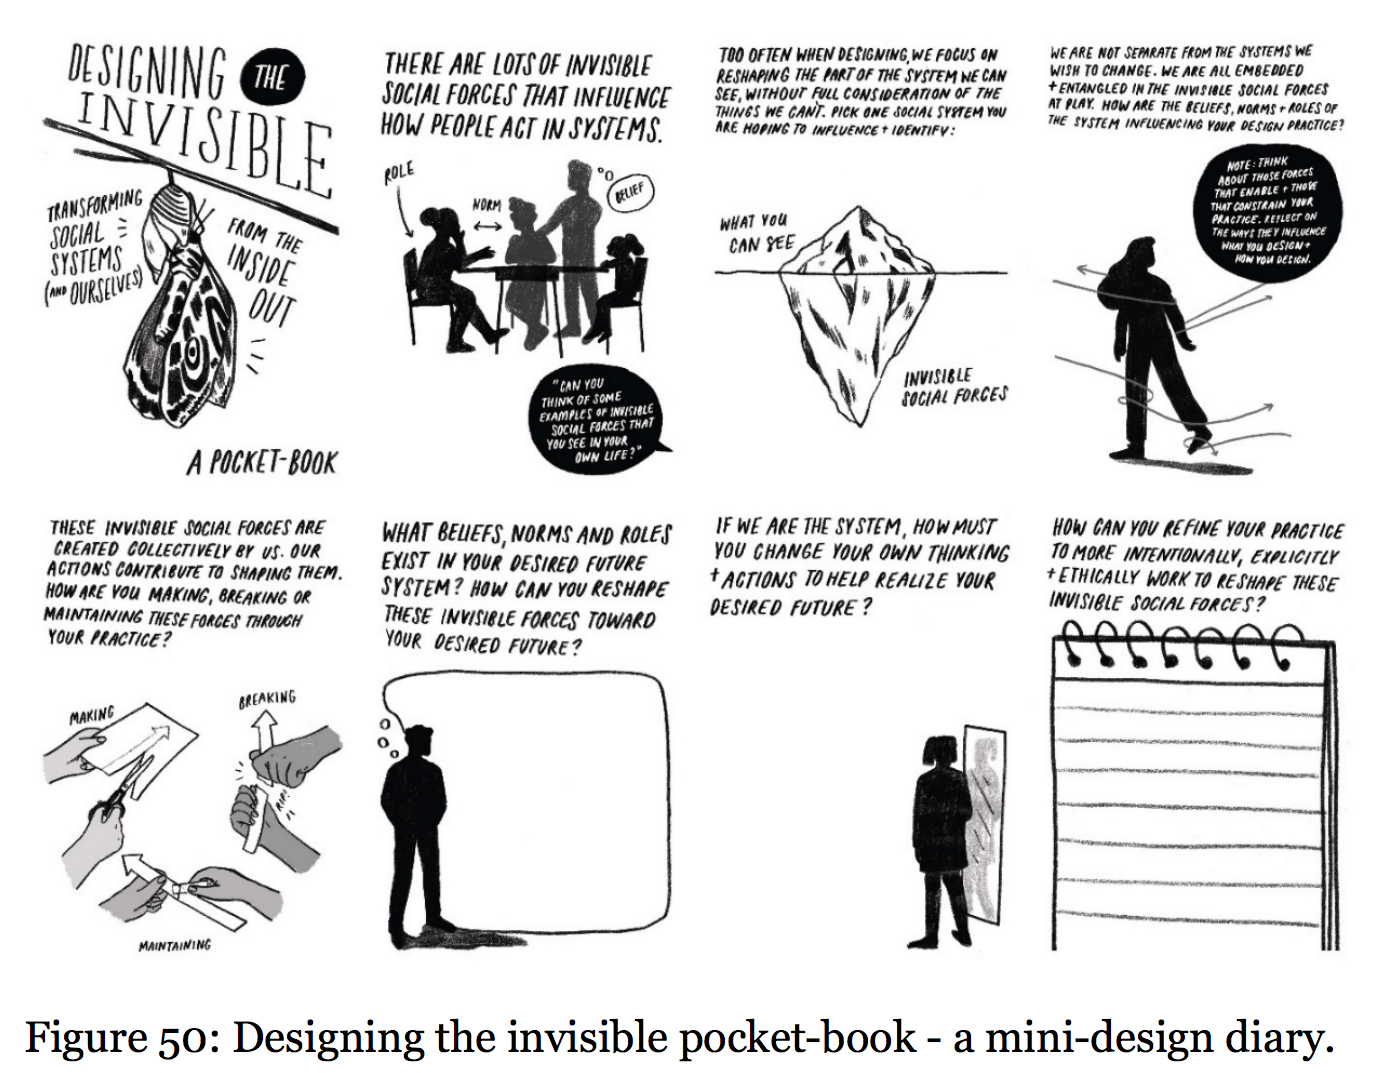 DESIGNING THE
INVISIBLE
TRANSFORMING
SOCIAL
SYSTEMS
(AND OURSELVES)
FROM THE
INSIDE
OUT
A POCKET-BOOK
THERE ARE LOTS OF INVISIBLE
SOCIAL FORCES THAT INFLUENCE
HOW PEOPLE ACT IN SYSTEMS.
ROLE
NORM
BELIEF
"CAN YOU
THINK OF SOME
EXAMPLES OF INVISIBLE
SOCIAL FORCES THAT
YOU SEE IN YOUR
OWN LIFE?"
TOO OFTEN WHEN DESIGNING, WE FOCUS ON
RESHAPING THE PART OF THE SYSTEM WE CAN
SEE, WITHOUT FULL CONSIDERATION OF THE
THINGS WE CAN'T. PICK ONE SOCIAL SYSTEM YOU
ARE HOPING TO INFLUENCE + IDENTIFY:
WHAT YOU
CAN SEE
INVISIBLE
SOCIAL FORCES
WE ARE NOT SEPARATE FROM THE SYSTEMS WE
WISH TO CHANGE. WE ARE ALL EMBEDDED
+ ENTANGLED IN THE INVISIBLE SOCIAL FORCES
AT PLAY. HOW ARE THE BELIEFS, NORMS + ROLES OF
THE SYSTEM INFLUENCING YOUR DESIGN PRACTICE?
NOTE: THINK
ABOUT THOSE FORCES
THAT ENABLE + THOSE
THAT CONSTRAIN YOUR
PRACTICE. REFLECT ON
THE WAYS THEY INFLUENCE
WHAT YOU DESIGN +
HOW YOU DESIGN.
THESE INVISIBLE SOCIAL FORCES ARE
CREATED COLLECTIVELY BY US. OUR
ACTIONS CONTRIBUTE TO SHAPING THEM.
HOW ARE YOU MAKING, BREAKING OR
MAINTAINING THESE FORCES THROUGH
YOUR PRACTICE?
MAKING
BREAKING
RIP!
MAINTAINING
WHAT BELIEFS, NORMS AND ROLES
EXIST IN YOUR DESIRED FUTURE
SYSTEM? HOW CAN YOU RESHAPE
THESE INVISIBLE FORCES TOWARD
YOUR DESIRED FUTURE?
IF WE ARE THE SYSTEM, HOW MUST
YOU CHANGE YOUR OWN THINKING
+ ACTIONS TO HELP REALIZE YOUR
DESIRED FUTURE?
HOW CAN YOU REFINE YOUR PRACTICE
TO MORE INTENTIONALLY, EXPLICITLY
+ ETHICALLY WORK TO RESHAPE THESE
INVISIBLE SOCIAL FORCES?
Figure 50: Designing the invisible pocket-book - a mini-design diary.